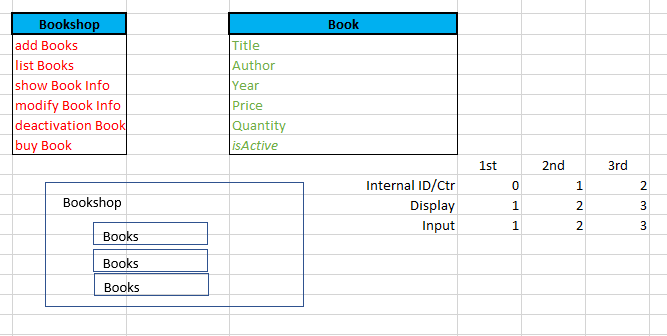 Bookshop Book
add Books Title
list Books Author
show Book Info Year
modify Book Info Price
deactivation Book Quantity
buy Book isActive
1st 2nd 3rd
Internal ID/Ctr 0 1 2
Display 1 2 3
Input 1 2 3
Bookshop
Books
Books
Books